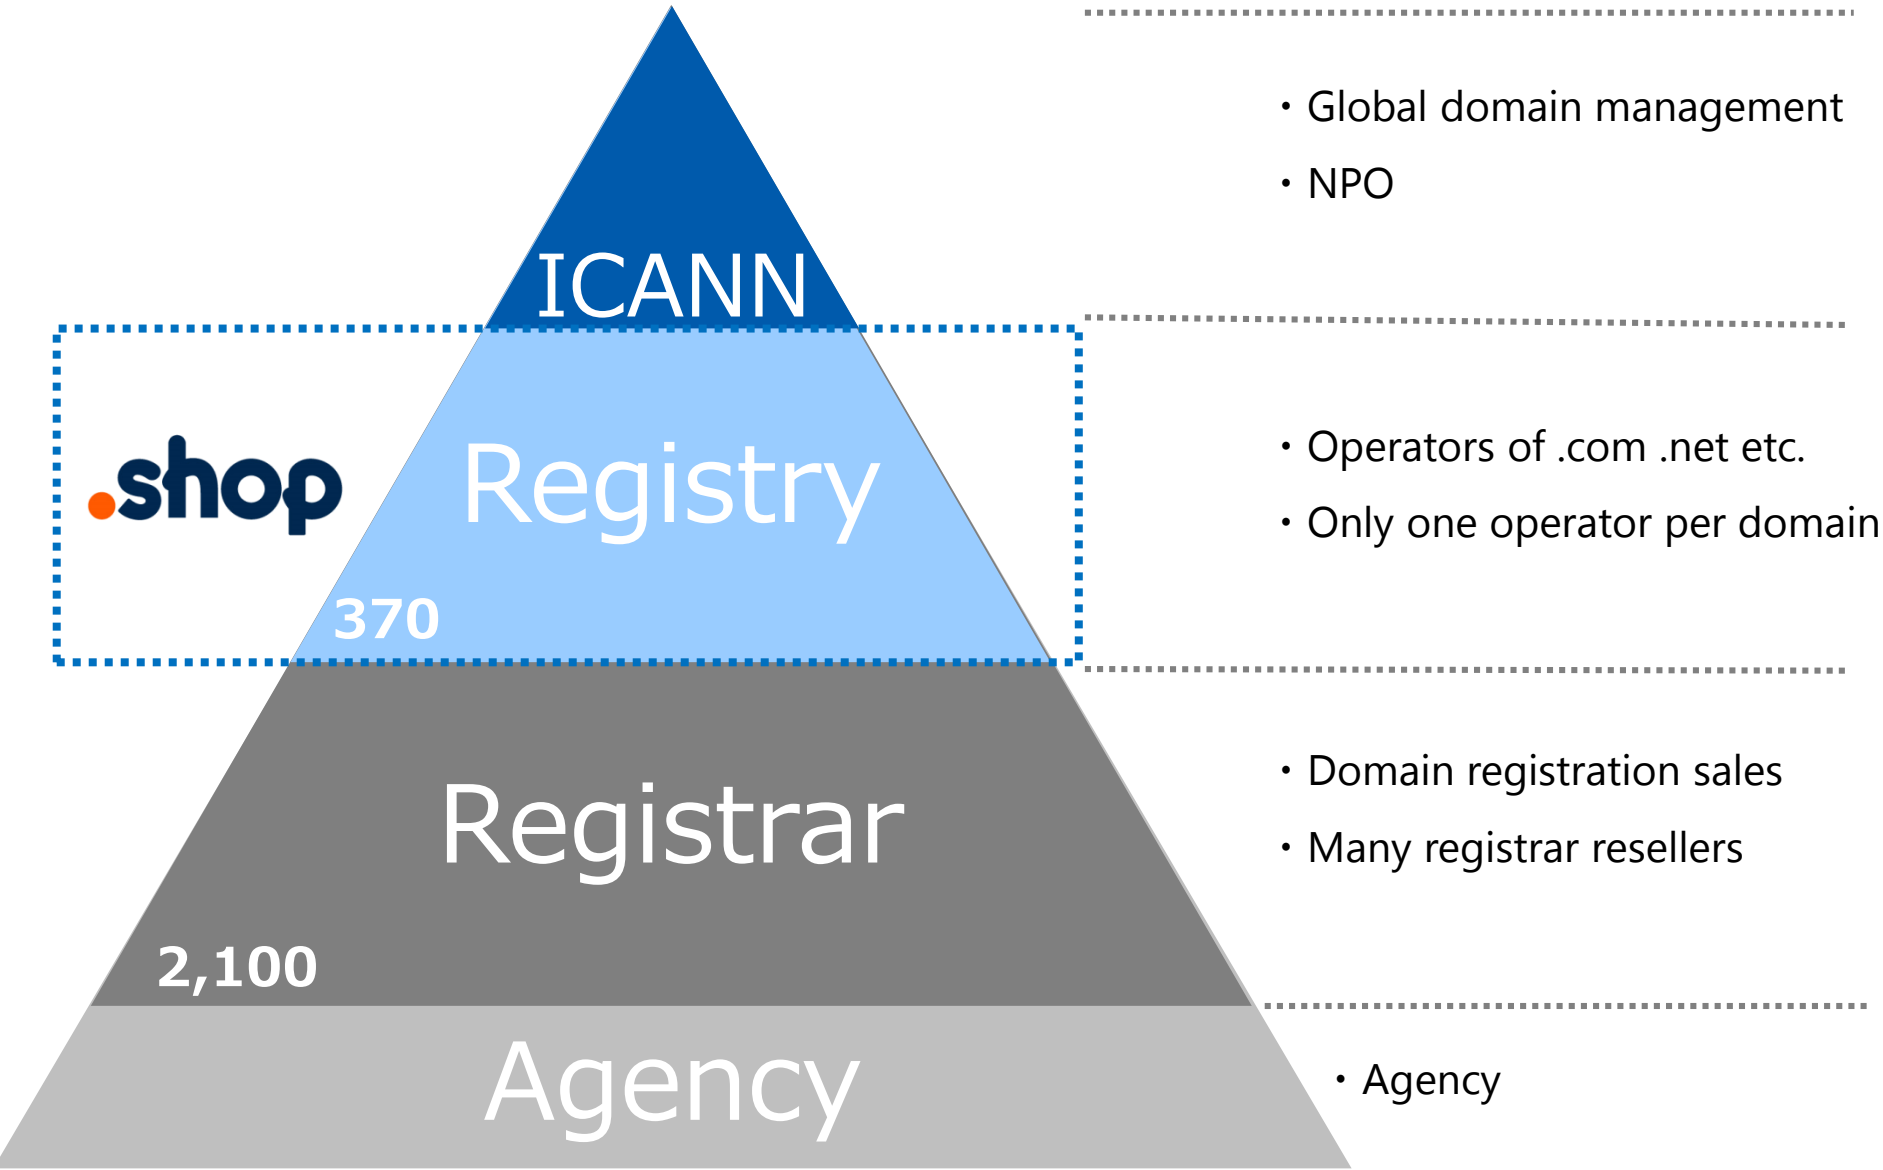 ICANN
・Global domain management
・NPO
.shop
Registry
370
・Operators of .com .net etc.
・Only one operator per domain
Registrar
2,100
・Domain registration sales
・Many registrar resellers
Agency
・Agency